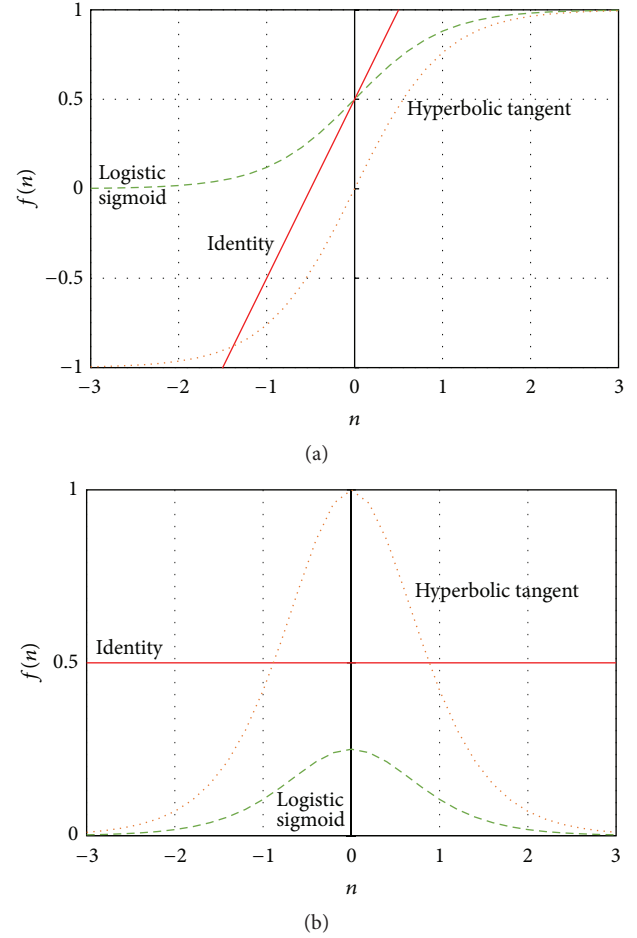 1
0.5
0
−0.5
−1
f(n)
Hyperbolic tangent
Logistic
sigmoid
Identity
−3 −2 −1 0 1 2 3
n
(a)
1
0.5
0
f(n)
Hyperbolic tangent
Identity
Logistic
sigmoid
−3 −2 −1 0 1 2 3
n
(b)